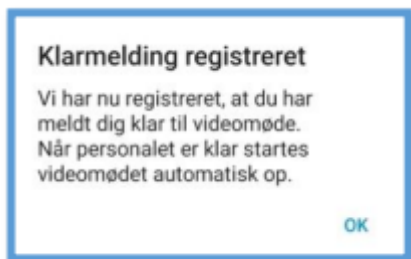 Klarmelding registreret
Vi har nu registreret, at du har
meldt dig klar til videomøde.
Når personalet er klar startes
videomødet automatisk op.
OK